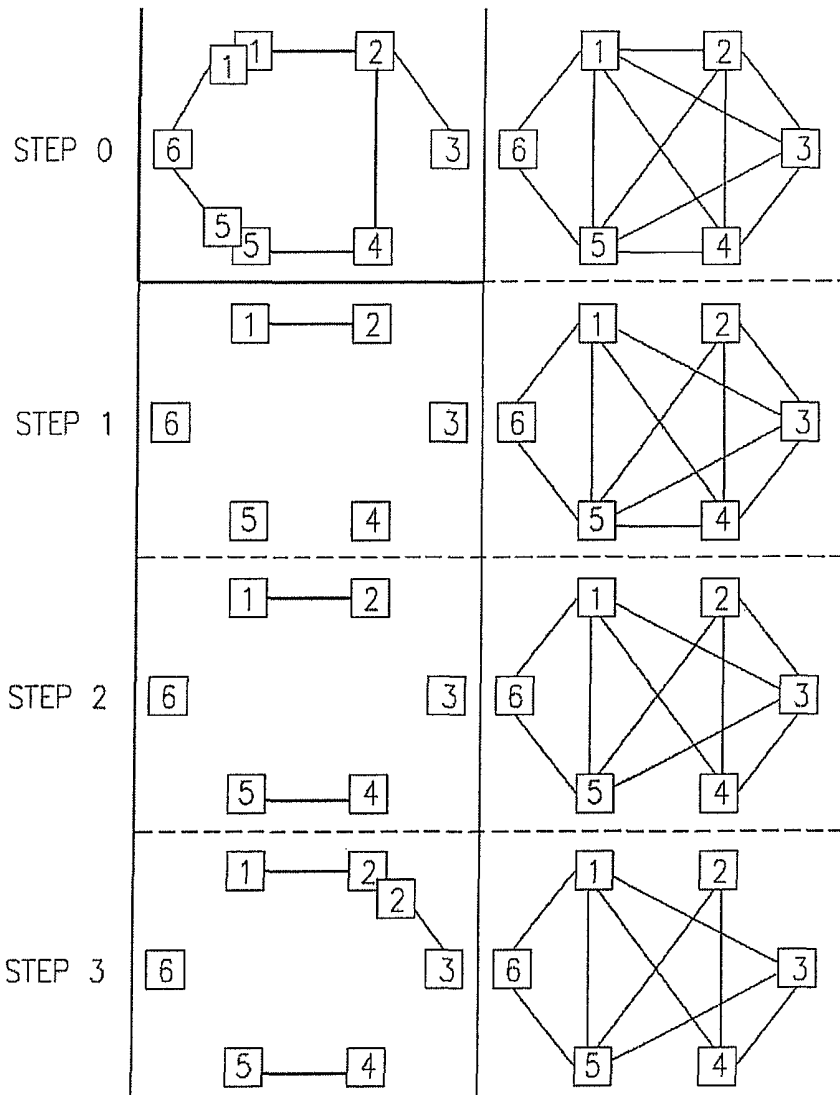 1 1 2 1 2
STEP 0 6 3 6 3
5 5 4 5 4
1 2 1 2
STEP 1 6 3 6 3
5 4 5 4
1 2 1 2
STEP 2 6 3 6 3
5 4 5 4
1 2 2 1 2
STEP 3 6 3 6 3
5 4 5 4